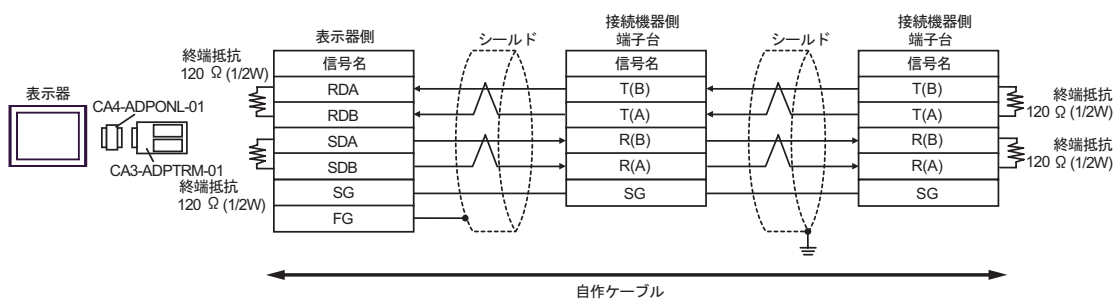 表示器
CA4-ADPONL-01
CA3-ADPTRM-01
終端抵抗
120 Ω (1/2W)
終端抵抗
120 Ω (1/2W)
表示器側
信号名
RDA
RDB
SDA
SDB
SG
FG
シールド
接続機器側
端子台
信号名
T(B)
T(A)
R(B)
R(A)
SG
シールド
接続機器側
端子台
信号名
T(B)
T(A)
R(B)
R(A)
SG
終端抵抗
120 Ω (1/2W)
終端抵抗
120 Ω (1/2W)
自作ケーブル